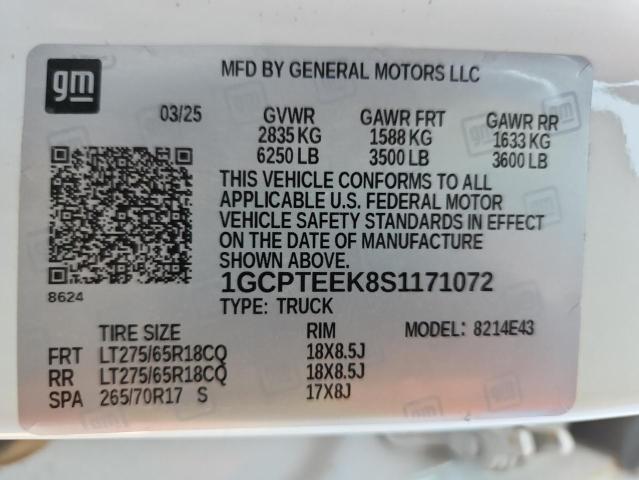 gm
MFD BY GENERAL MOTORS LLC
03/25 GVWR GAWR FRT GAWR RR
2835 KG 1588 KG 1633 KG
6250 LB 3500 LB 3600 LB
THIS VEHICLE CONFORMS TO ALL
APPLICABLE U.S. FEDERAL MOTOR
VEHICLE SAFETY STANDARDS IN EFFECT
ON THE DATE OF MANUFACTURE
SHOWN ABOVE.
8624
1GCPTEEK8S1171072
TYPE: TRUCK
TIRE SIZE RIM MODEL: 8214E43
FRT LT275/65R18CQ 18X8.5J
RR LT275/65R18CQ 18X8.5J
SPA 265/70R17 S 17X8J